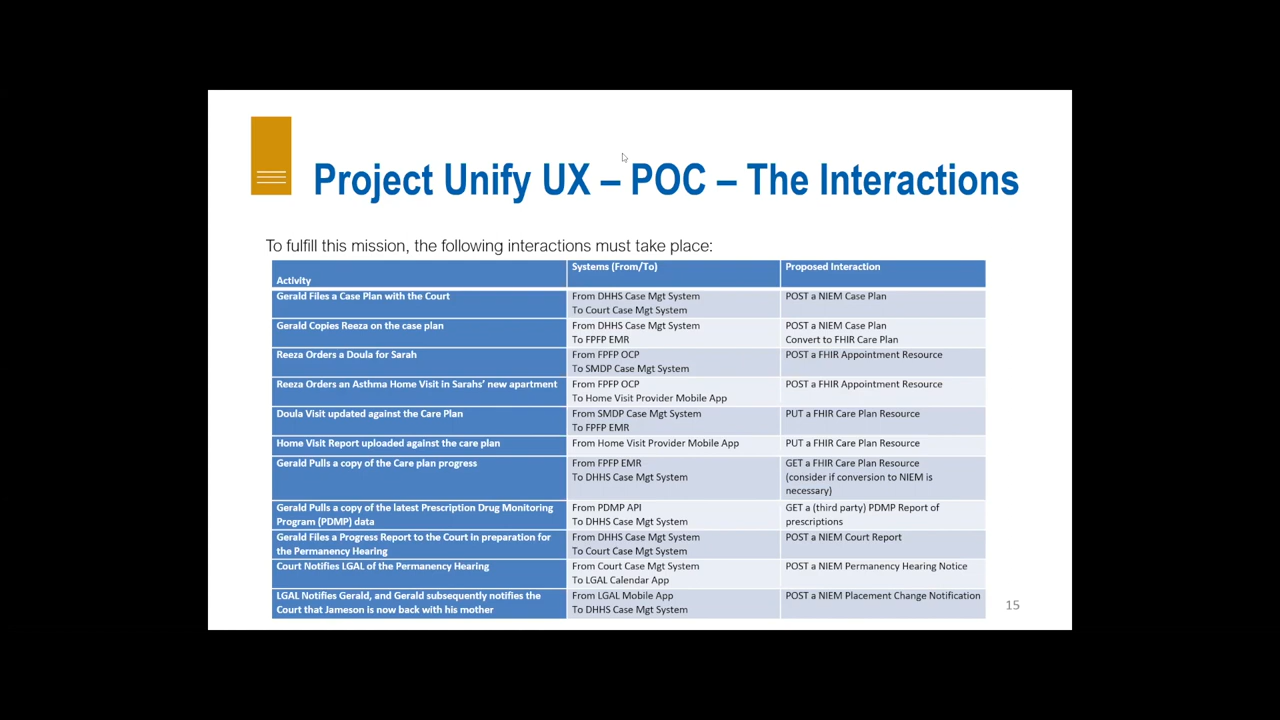 Project Unify UX – POC – The Interactions
To fulfill this mission, the following interactions must take place:
Activity
Systems (From/To)
Proposed Interaction
Gerald Files a Case Plan with the Court
From DHHS Case Mgt System
To Court Case Mgt System
POST a NIEM Case Plan
Gerald Copies Reeza on the case plan
From DHHS Case Mgt System
To FPFP EMR
POST a NIEM Case Plan
Convert to FHIR Care Plan
Reeza Orders a Doula for Sarah
From FPFP OCP
To SMDP Case Mgt System
POST a FHIR Appointment Resource
Reeza Orders an Asthma Home Visit in Sarahs' new apartment
From FPFP OCP
To Home Visit Provider Mobile App
POST a FHIR Appointment Resource
Doula Visit updated against the Care Plan
From SMDP Case Mgt System
To FPFP EMR
PUT a FHIR Care Plan Resource
Home Visit Report uploaded against the care plan
From Home Visit Provider Mobile App
PUT a FHIR Care Plan Resource
Gerald Pulls a copy of the Care plan progress
From FPFP EMR
To DHHS Case Mgt System
GET a FHIR Care Plan Resource
(consider if conversion to NIEM is
necessary)
Gerald Pulls a copy of the latest Prescription Drug Monitoring
Program (PDMP) data
From PDMP API
To DHHS Case Mgt System
GET a (third party) PDMP Report of
prescriptions
Gerald Files a Progress Report to the Court in preparation for
the Permanency Hearing
From DHHS Case Mgt System
To Court Case Mgt System
POST a NIEM Court Report
Court Notifies LGAL of the Permanency Hearing
From Court Case Mgt System
To LGAL Calendar App
POST a NIEM Permanency Hearing Notice
LGAL Notifies Gerald, and Gerald subsequently notifies the
Court that Jameson is now back with his mother
From LGAL Mobile App
To DHHS Case Mgt System
POST a NIEM Placement Change Notification
15